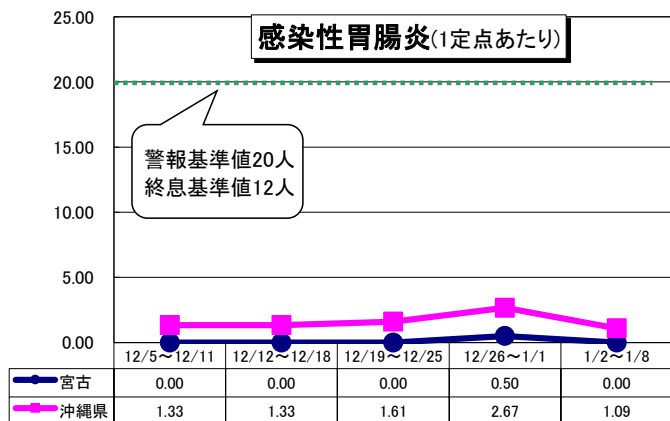 感染性胃腸炎(1定点あたり)
25.00
20.00
15.00
10.00
5.00
0.00
警報基準値20人
終息基準値12人
12/5～12/11 12/12～12/18 12/19～12/25 12/26～1/1 1/2～1/8
宮古 0.00 0.00 0.00 0.50 0.00
沖縄県 1.33 1.33 1.61 2.67 1.09